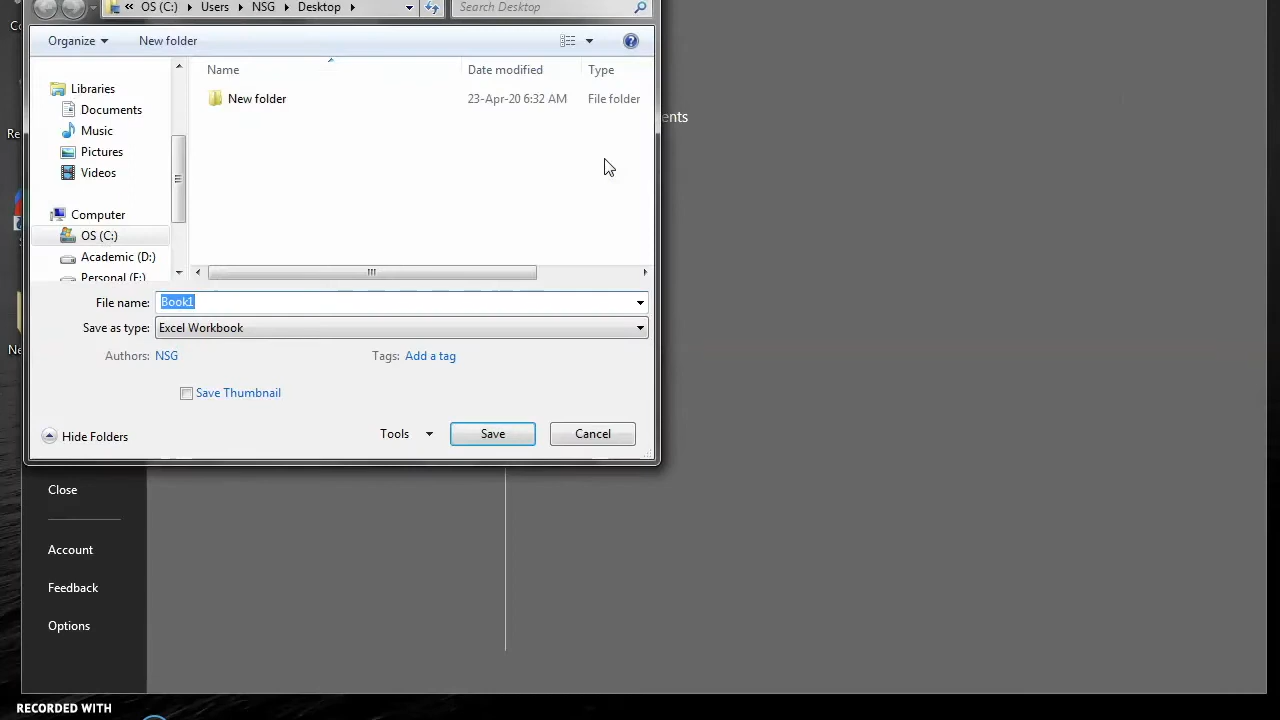 « OS (C:) ▸ Users ▸ NSG ▸ Desktop ▸
Search Desktop
Organize
New folder
Name
Date modified
Type
New folder
23-Apr-20 6:32 AM
File folder
Libraries
Documents
Music
Pictures
Videos
Computer
OS (C:)
Academic (D:)
Personal (E:)
File name: Book1
Save as type: Excel Workbook
Authors: NSG
Tags: Add a tag
Save Thumbnail
Hide Folders
Tools
Save
Cancel
ents
Close
Account
Feedback
Options
RECORDED WITH